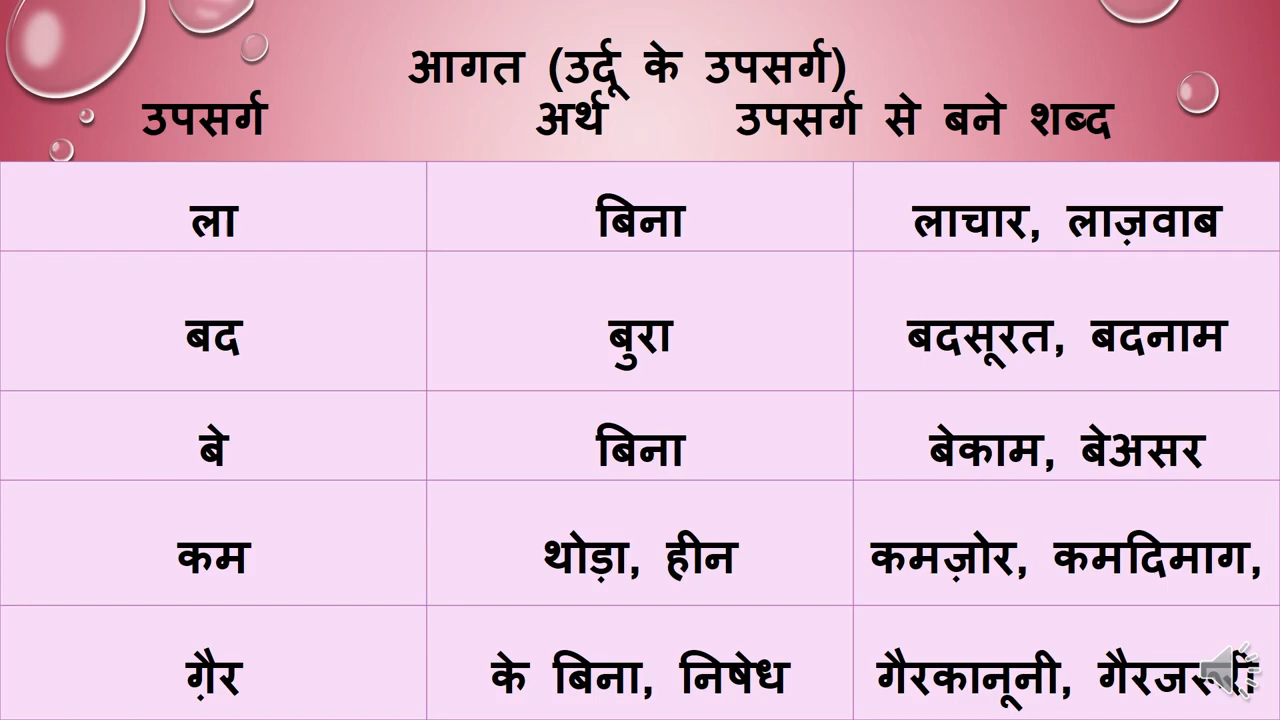 आगत (उर्दू के उपसर्ग)
उपसर्ग अर्थ उपसर्ग से बने शब्द
ला बिना लाचार, लाज़वाब
बद बुरा बदसूरत, बदनाम
बे बिना बेकाम, बेअसर
कम थोड़ा, हीन कमज़ोर, कमदिमाग,
ग़ैर के बिना, निषेध गैरकानूनी,